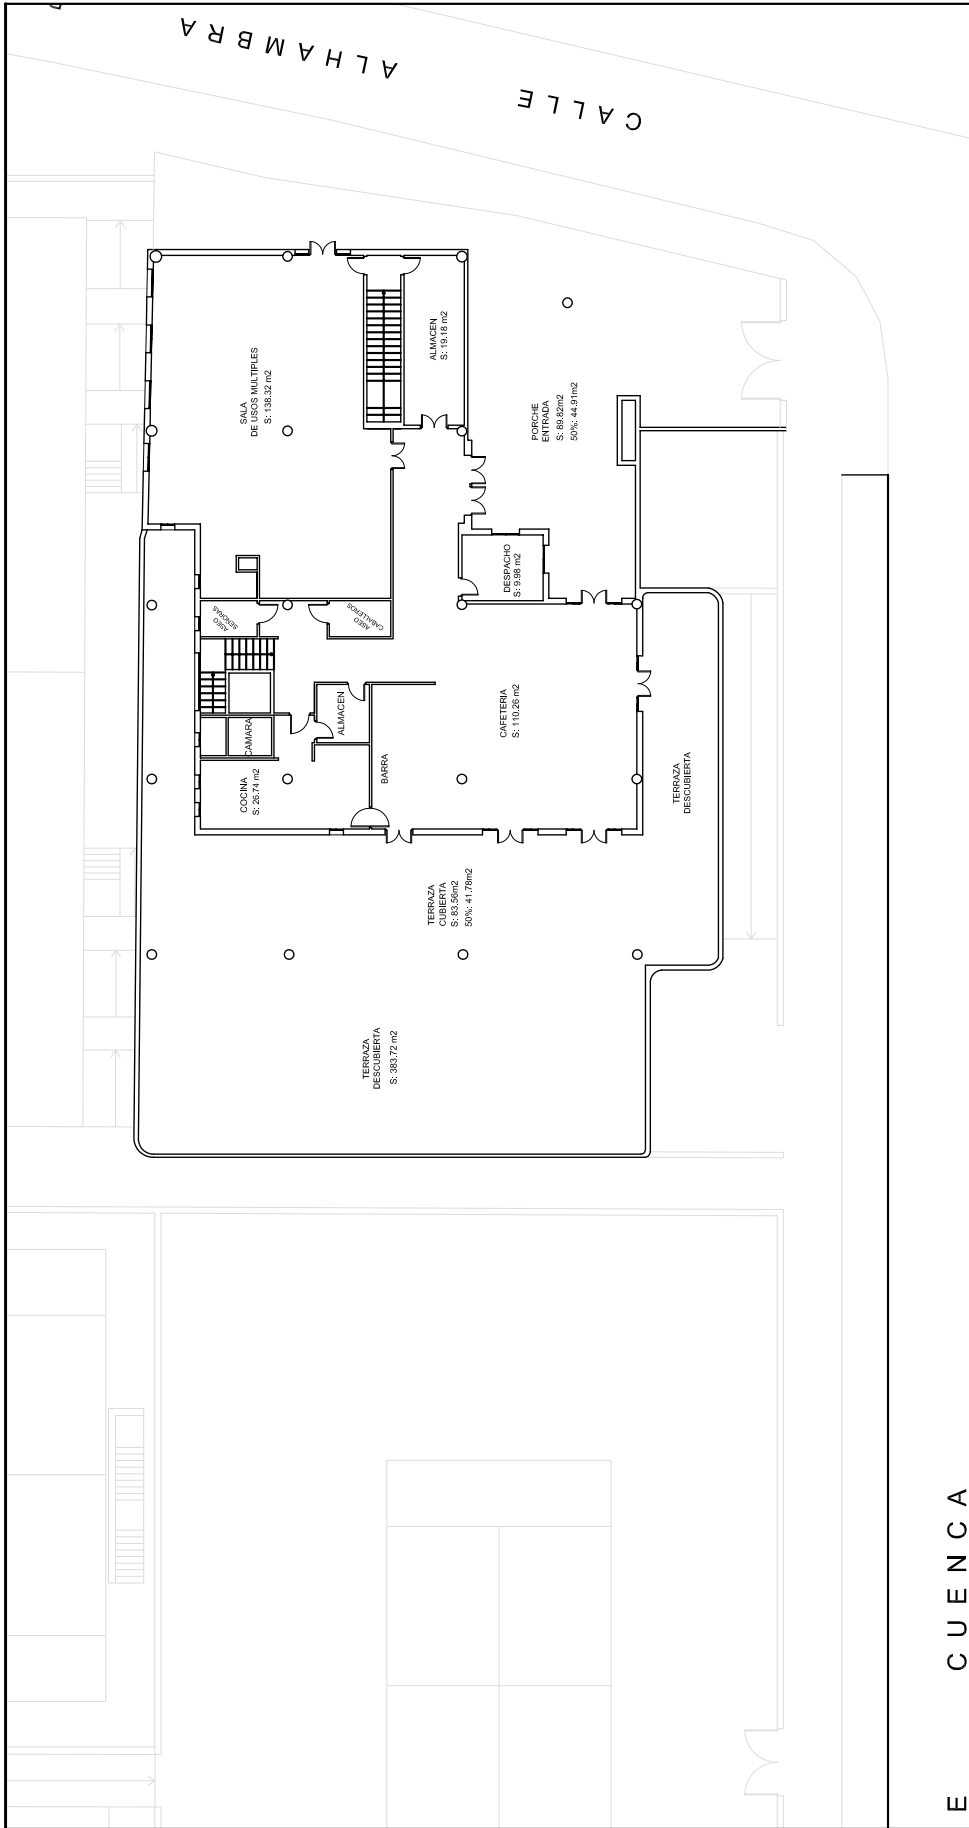 CALLE ALHAMBRA
SALA
DE USOS MULTIPLES
S: 138.32 m2
ALMACEN
S: 19.18 m2
PORCHE
ENTRADA
S: 89.82m2
50%: 44.91m2
DESPACHO
S: 9.98 m2
ASEO
SEÑORAS
ASEO
CABALLEROS
CAMARA
ALMACEN
COCINA
S: 26.74 m2
BARRA
CAFETERIA
S: 110.26 m2
TERRAZA
DESCUBIERTA
TERRAZA
CUBIERTA
S: 83.56m2
50%: 41.78m2
TERRAZA
DESCUBIERTA
S: 383.72 m2
E CUENCA